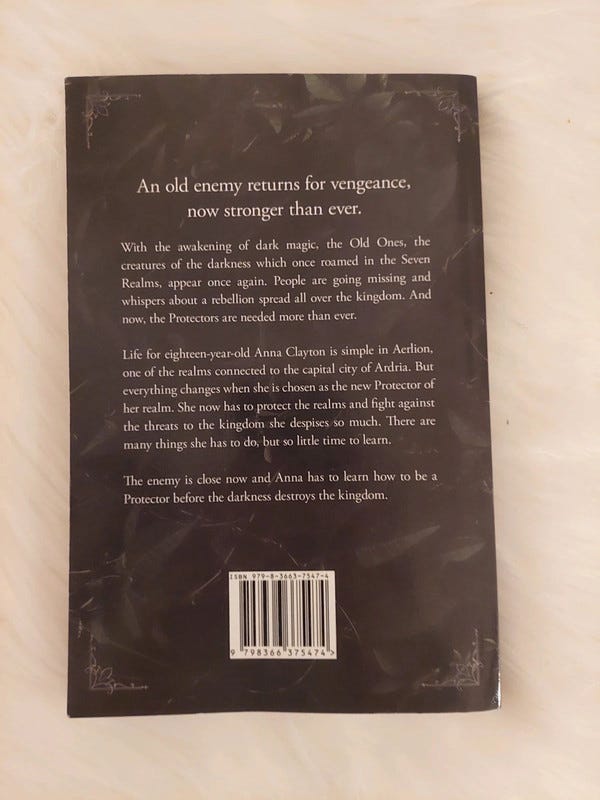 An old enemy returns for vengeance,
now stronger than ever.
With the awakening of dark magic, the Old Ones, the
creatures of the darkness which once roamed in the Seven
Realms, appear once again. People are going missing and
whispers about a rebellion spread all over the kingdom. And
now, the Protectors are needed more than ever.
Life for eighteen-year-old Anna Clayton is simple in Aerlion,
one of the realms connected to the capital city of Ardria. But
everything changes when she is chosen as the new Protector of
her realm. She now has to protect the realms and fight against
the threats to the kingdom she despises so much. There are
many things she has to do, but so little time to learn.
The enemy is close now and Anna has to learn how to be a
Protector before the darkness destroys the kingdom.
ISBN 979-8-3663-7547-4
9 798366 375474 >